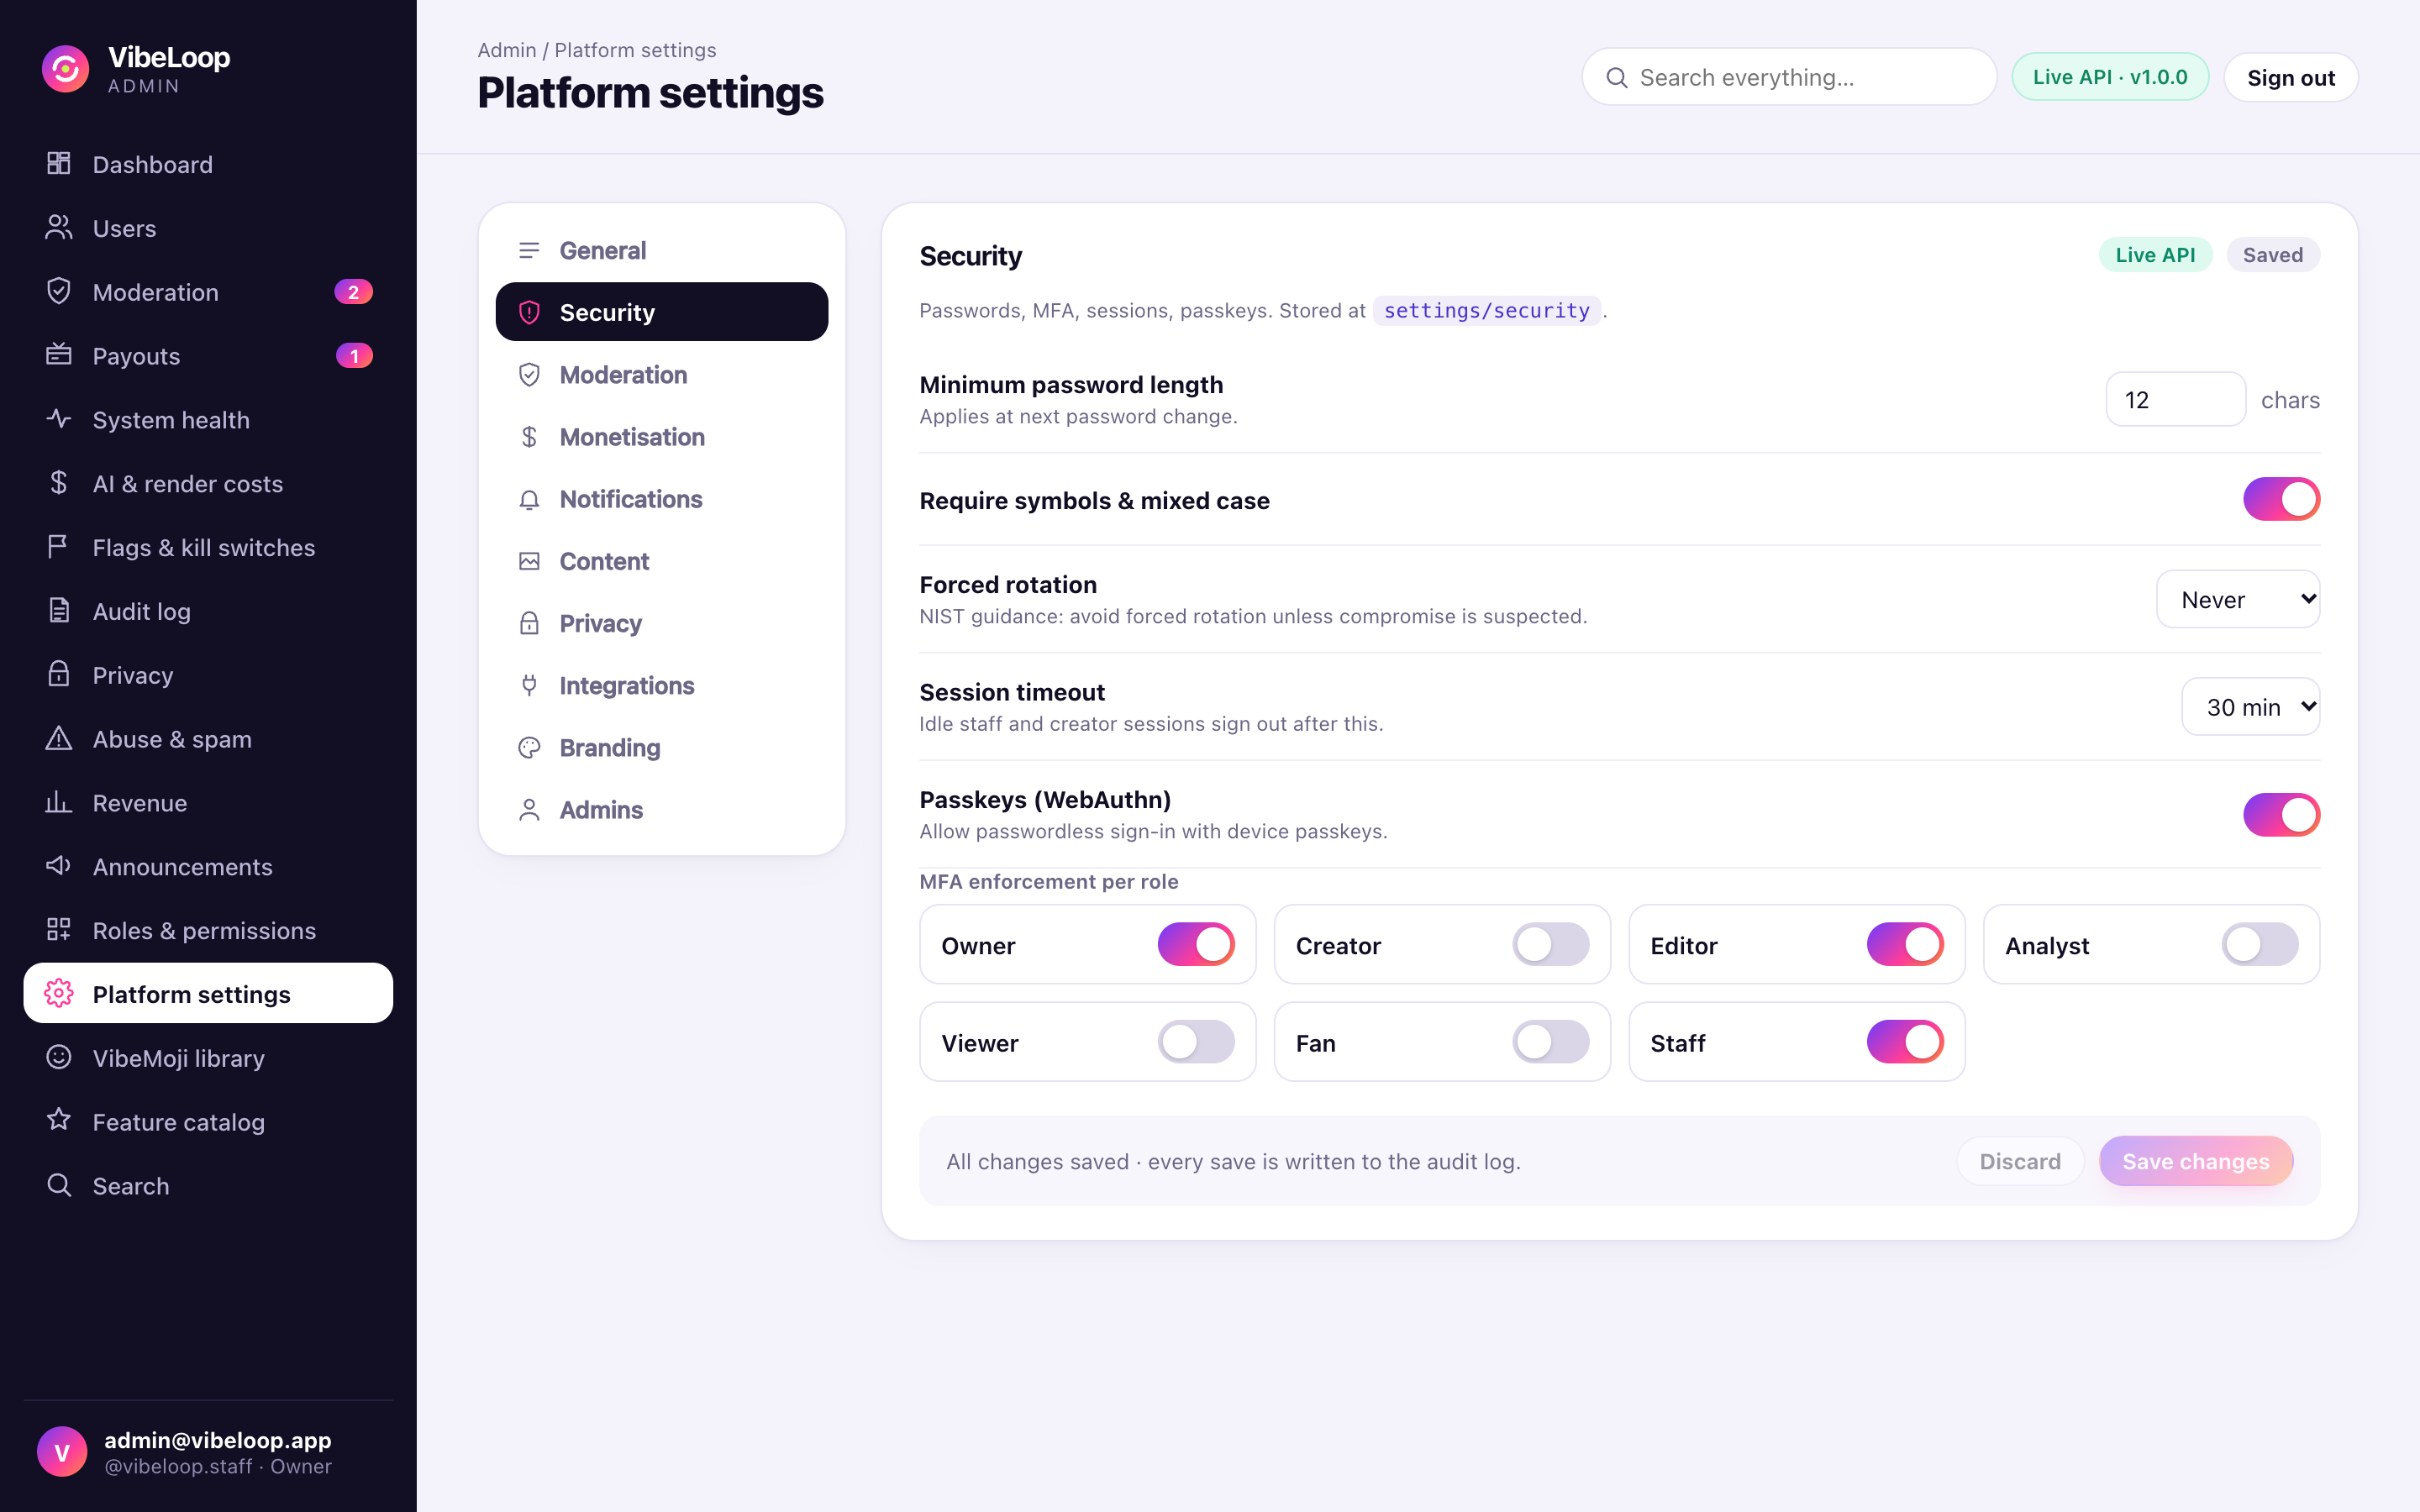 VibeLoop
ADMIN
Dashboard
Users
Moderation 2
Payouts 1
System health
AI & render costs
Flags & kill switches
Audit log
Privacy
Abuse & spam
Revenue
Announcements
Roles & permissions
Platform settings
VibeMoji library
Feature catalog
Search
V
admin@vibeloop.app
@vibeloop.staff · Owner
Admin / Platform settings
Platform settings
Search everything...
Live API · v1.0.0
Sign out
General
Security
Moderation
Monetisation
Notifications
Content
Privacy
Integrations
Branding
Admins
Security
Live API
Saved
Passwords, MFA, sessions, passkeys. Stored at settings/security.
Minimum password length
Applies at next password change.
12 chars
Require symbols & mixed case
Forced rotation
NIST guidance: avoid forced rotation unless compromise is suspected.
Never
Session timeout
Idle staff and creator sessions sign out after this.
30 min
Passkeys (WebAuthn)
Allow passwordless sign-in with device passkeys.
MFA enforcement per role
Owner
Creator
Editor
Analyst
Viewer
Fan
Staff
All changes saved · every save is written to the audit log.
Discard
Save changes